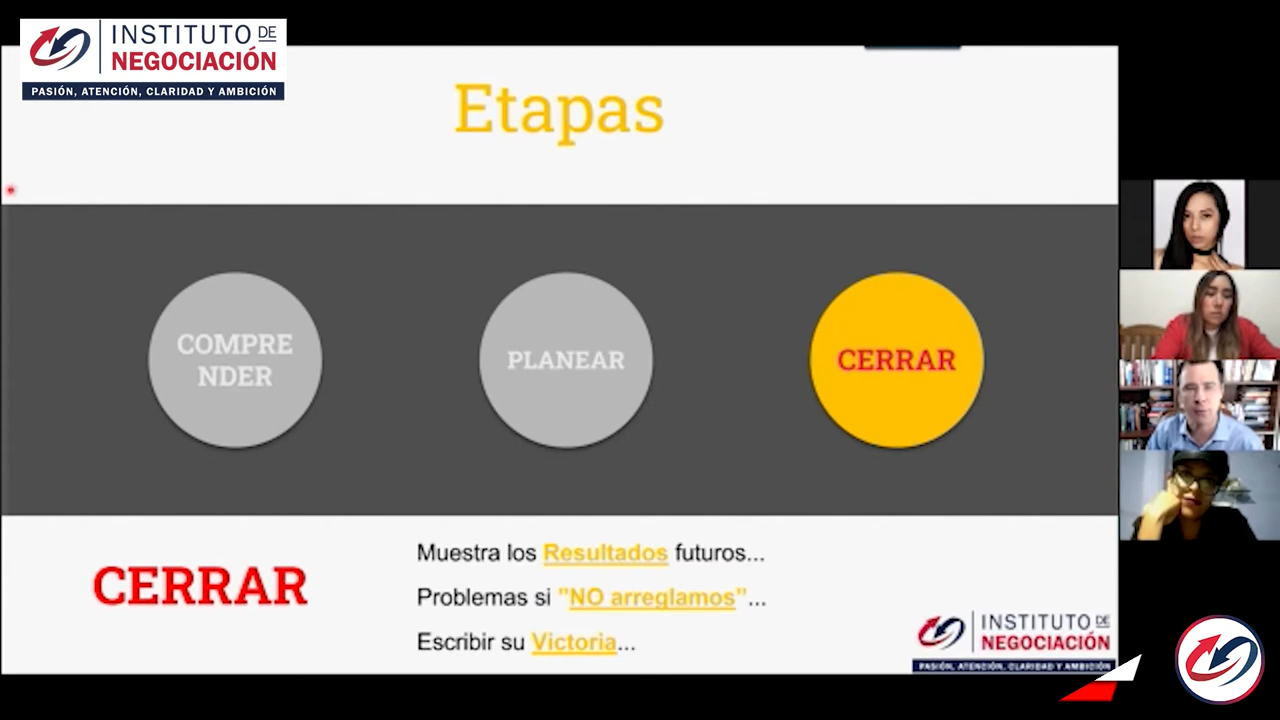 INSTITUTO DE
NEGOCIACIÓN
PASIÓN, ATENCIÓN, CLARIDAD Y AMBICIÓN
Etapas
COMPRE
NDER
PLANEAR
CERRAR
CERRAR
Muestra los Resultados futuros...
Problemas si "NO arreglamos"...
Escribir su Victoria...
INSTITUTO DE
NEGOCIACIÓN
PASIÓN, ATENCIÓN, CLARIDAD Y AMBICIÓN